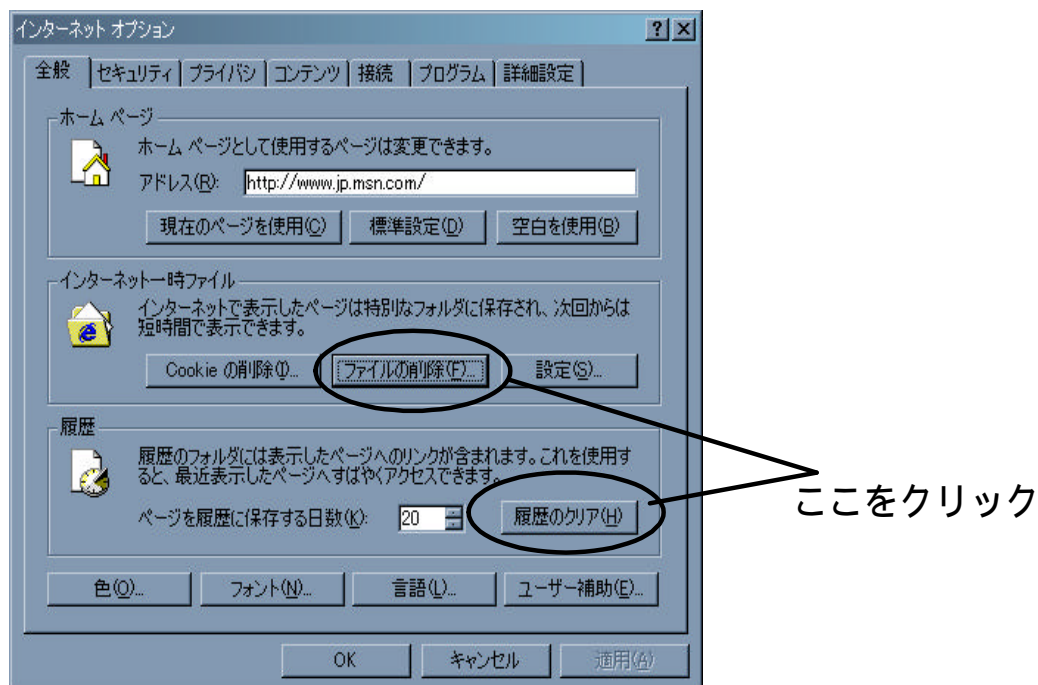 インターネット オプション
全般 セキュリティ プライバシ コンテンツ 接続 プログラム 詳細設定
ホーム ページ
ホーム ページとして使用するページは変更できます。
アドレス(R): http://www.jp.msn.com/
現在のページを使用(C) 標準設定(D) 空白を使用(B)
インターネット一時ファイル
インターネットで表示したページは特別なフォルダに保存され、次回からは
短時間で表示できます。
Cookie の削除(I)... ファイルの削除(F)... 設定(S)...
履歴
履歴のフォルダには表示したページへのリンクが含まれます。これを使用す
ると、最近表示したページへすばやくアクセスできます。
ページを履歴に保存する日数(K): 20 履歴のクリア(H)
ここをクリック
色(O)... フォント(N)... 言語(L)... ユーザー補助(E)...
OK キャンセル 適用(A)